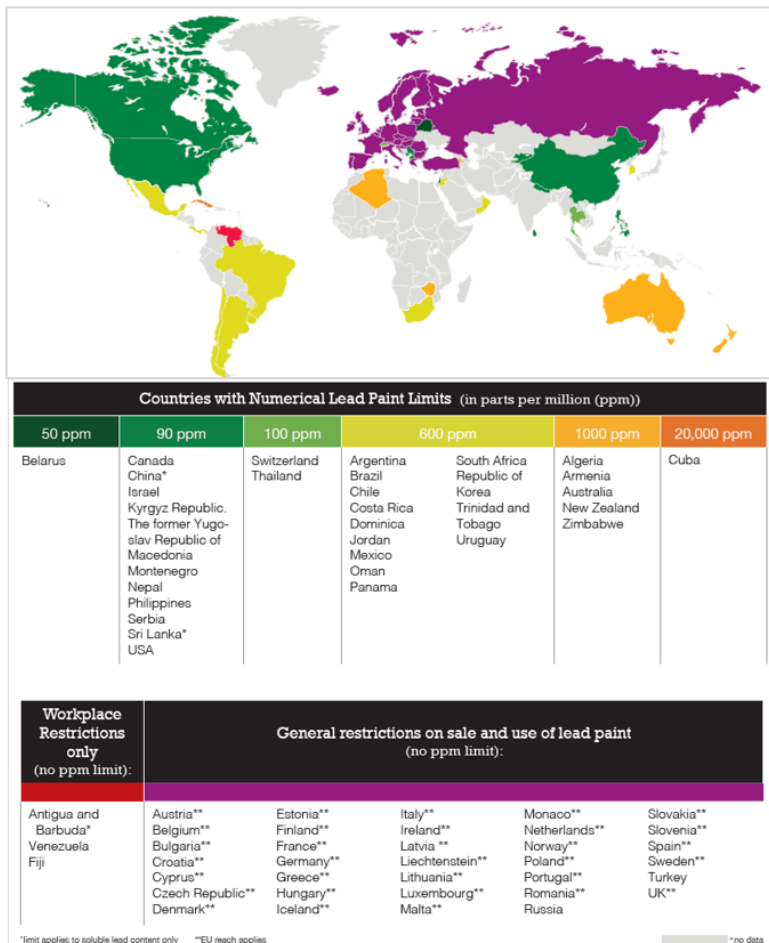 Countries with Numerical Lead Paint Limits (in parts per million (ppm))
50 ppm
90 ppm
100 ppm
600 ppm
1000 ppm
20,000 ppm
Belarus
Canada
China*
Israel
Kyrgyz Republic.
The former Yugo-
slav Republic of
Macedonia
Montenegro
Nepal
Philippines
Serbia
Sri Lanka*
USA
Switzerland
Thailand
Argentina
Brazil
Chile
Costa Rica
Dominica
Jordan
Mexico
Oman
Panama
South Africa
Republic of
Korea
Trinidad and
Tobago
Uruguay
Algeria
Armenia
Australia
New Zealand
Zimbabwe
Cuba
Workplace
Restrictions
only
(no ppm limit):
General restrictions on sale and use of lead paint
(no ppm limit):
Antigua and
Barbuda*
Venezuela
Fiji
Austria**
Belgium**
Bulgaria**
Croatia**
Cyprus**
Czech Republic**
Denmark**
Estonia**
Finland**
France**
Germany**
Greece**
Hungary**
Iceland**
Italy**
Ireland**
Latvia **
Liechtenstein**
Lithuania**
Luxembourg**
Malta**
Monaco**
Netherlands**
Norway**
Poland**
Portugal**
Romania**
Russia
Slovakia**
Slovenia**
Spain**
Sweden**
Turkey
UK**
*limit applies to soluble lead content only **EU reach applies
*no data